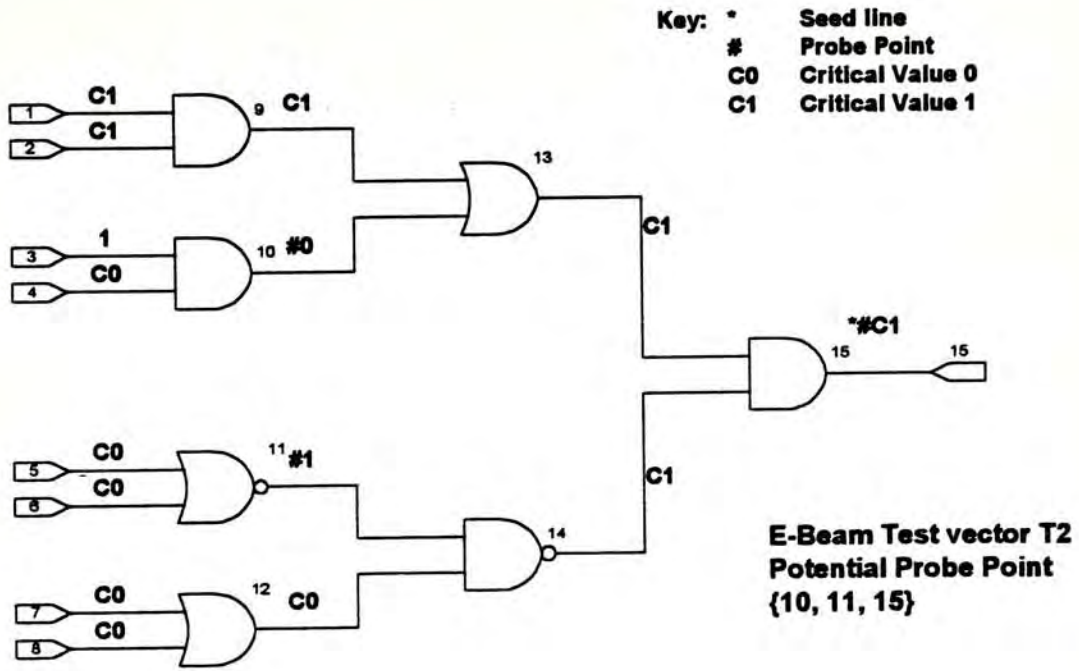 Key: * Seed line
# Probe Point
C0 Critical Value 0
C1 Critical Value 1
1 C1
2 C1
9 C1
3 1
4 C0
10 #0
13
C1
15 *#C1 15
5 C0
6 C0
11 #1
C1
14
7 C0
8 C0
12 C0
E-Beam Test vector T2
Potential Probe Point
{10, 11, 15}